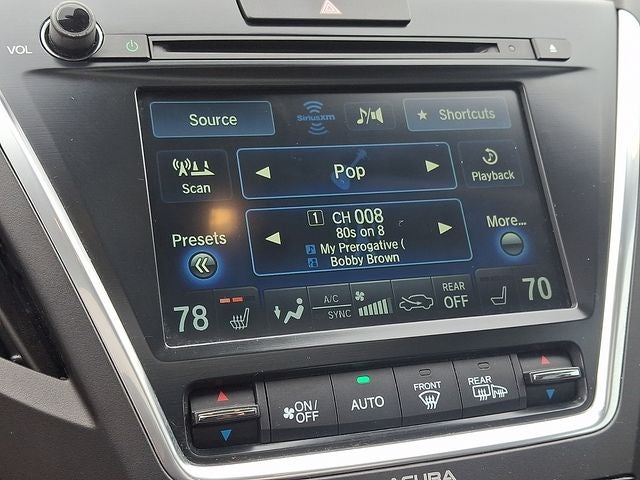 VOL
Source
SiriusXM
★ Shortcuts
Scan
Pop
Playback
1 CH 008
80s on 8
My Prerogative (
Bobby Brown
Presets
More...
78
A/C
SYNC
REAR
OFF
70
ON/
OFF
AUTO
FRONT
REAR
ACURA